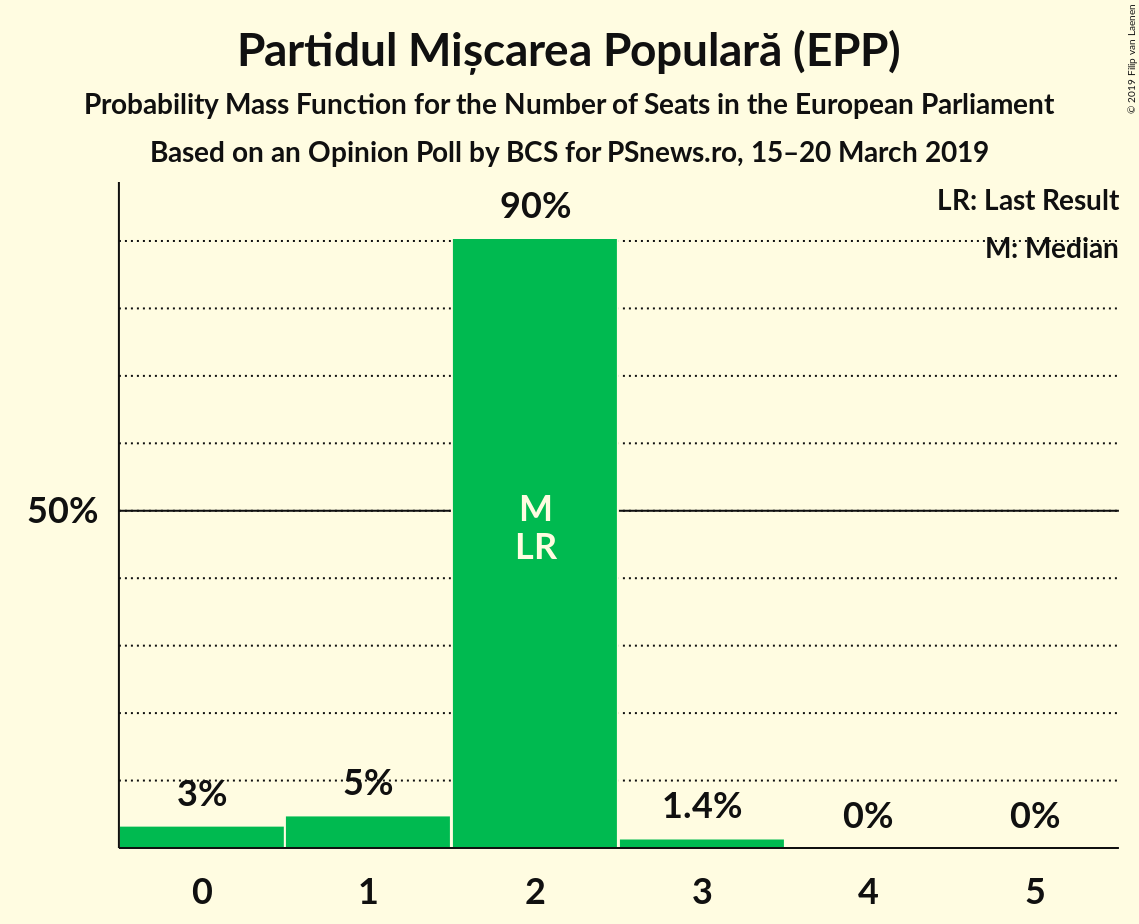 Partidul Mișcarea Populară (EPP)
Probability Mass Function for the Number of Seats in the European Parliament
Based on an Opinion Poll by BCS for PSnews.ro, 15–20 March 2019
© 2019 Filip van Laenen
LR: Last Result
M: Median
90%
50%
M
LR
3%
5%
1.4%
0%
0%
0 1 2 3 4 5